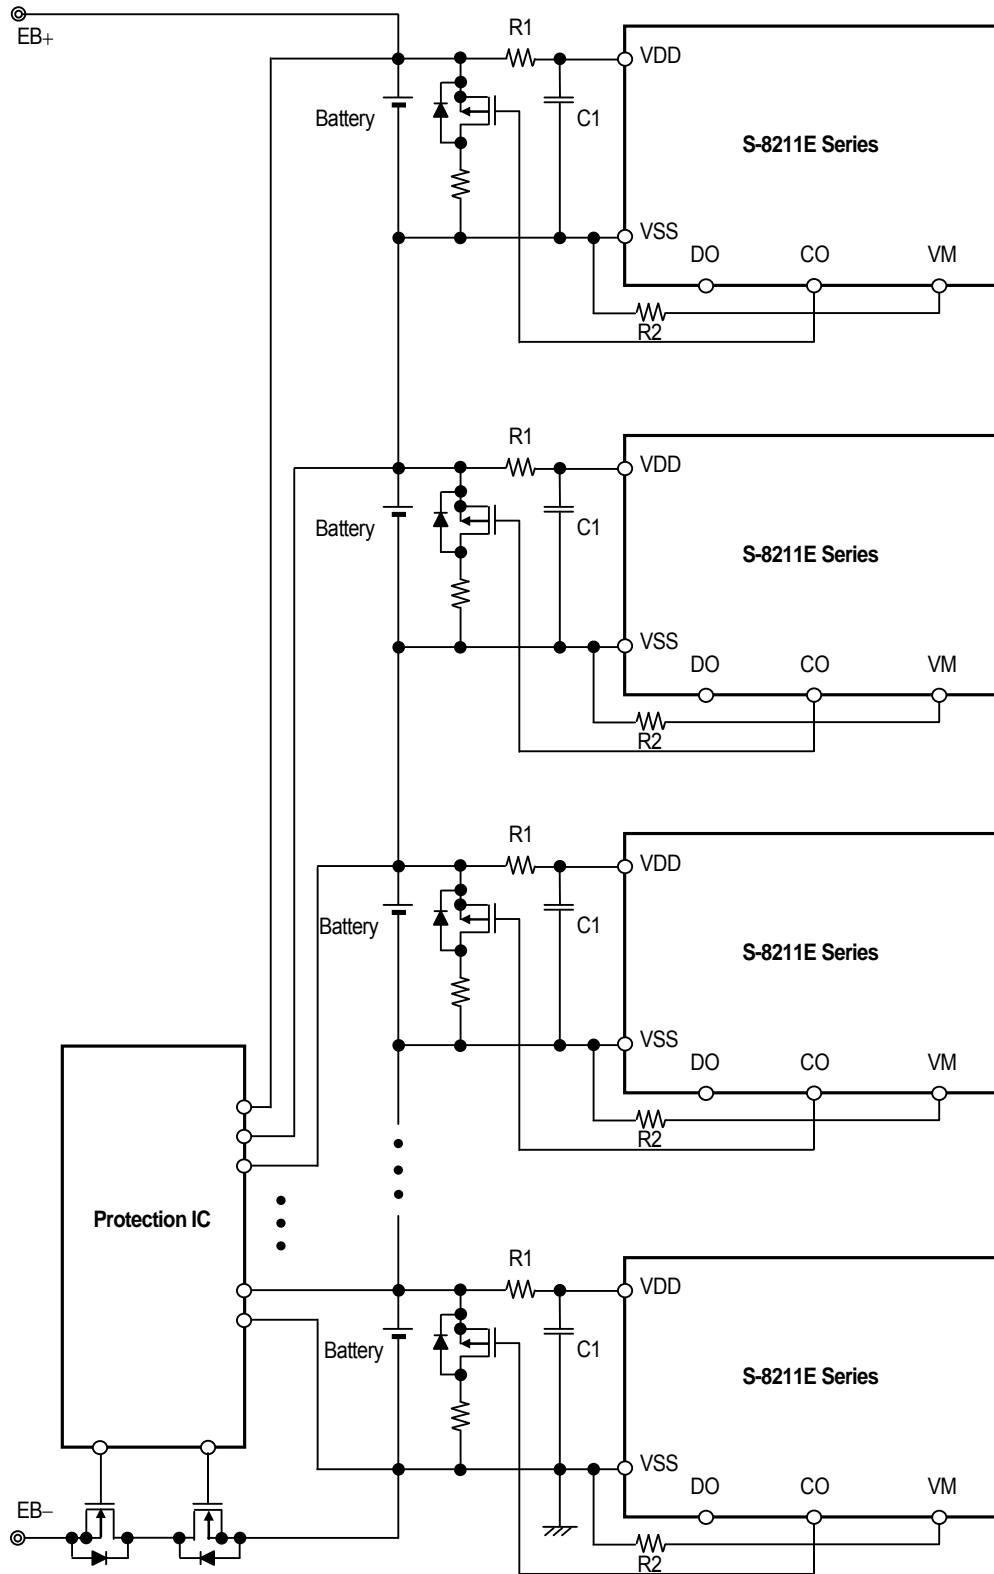 EB+
R1
VDD
Battery
C1
S-8211E Series
VSS
DO
CO
VM
R2
R1
VDD
Battery
C1
S-8211E Series
VSS
DO
CO
VM
R2
R1
VDD
Battery
C1
S-8211E Series
VSS
DO
CO
VM
R2
Protection IC
R1
VDD
Battery
C1
S-8211E Series
VSS
DO
CO
VM
EB−
R2